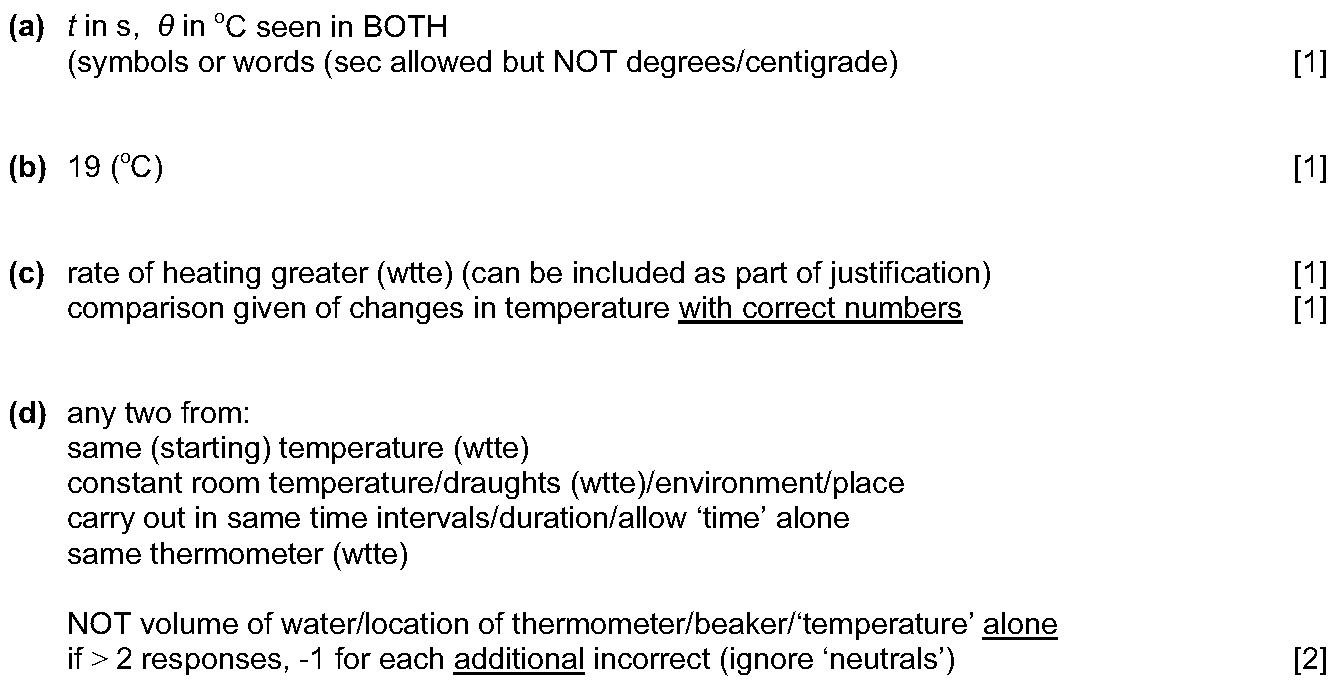 (a) t in s, θ in °C seen in BOTH
(symbols or words (sec allowed but NOT degrees/centigrade) [1]
(b) 19 (°C) [1]
(c) rate of heating greater (wtte) (can be included as part of justification) [1]
comparison given of changes in temperature with correct numbers [1]
(d) any two from:
same (starting) temperature (wtte)
constant room temperature/draughts (wtte)/environment/place
carry out in same time intervals/duration/allow ‘time’ alone
same thermometer (wtte)
NOT volume of water/location of thermometer/beaker/‘temperature’ alone
if > 2 responses, -1 for each additional incorrect (ignore ‘neutrals’) [2]